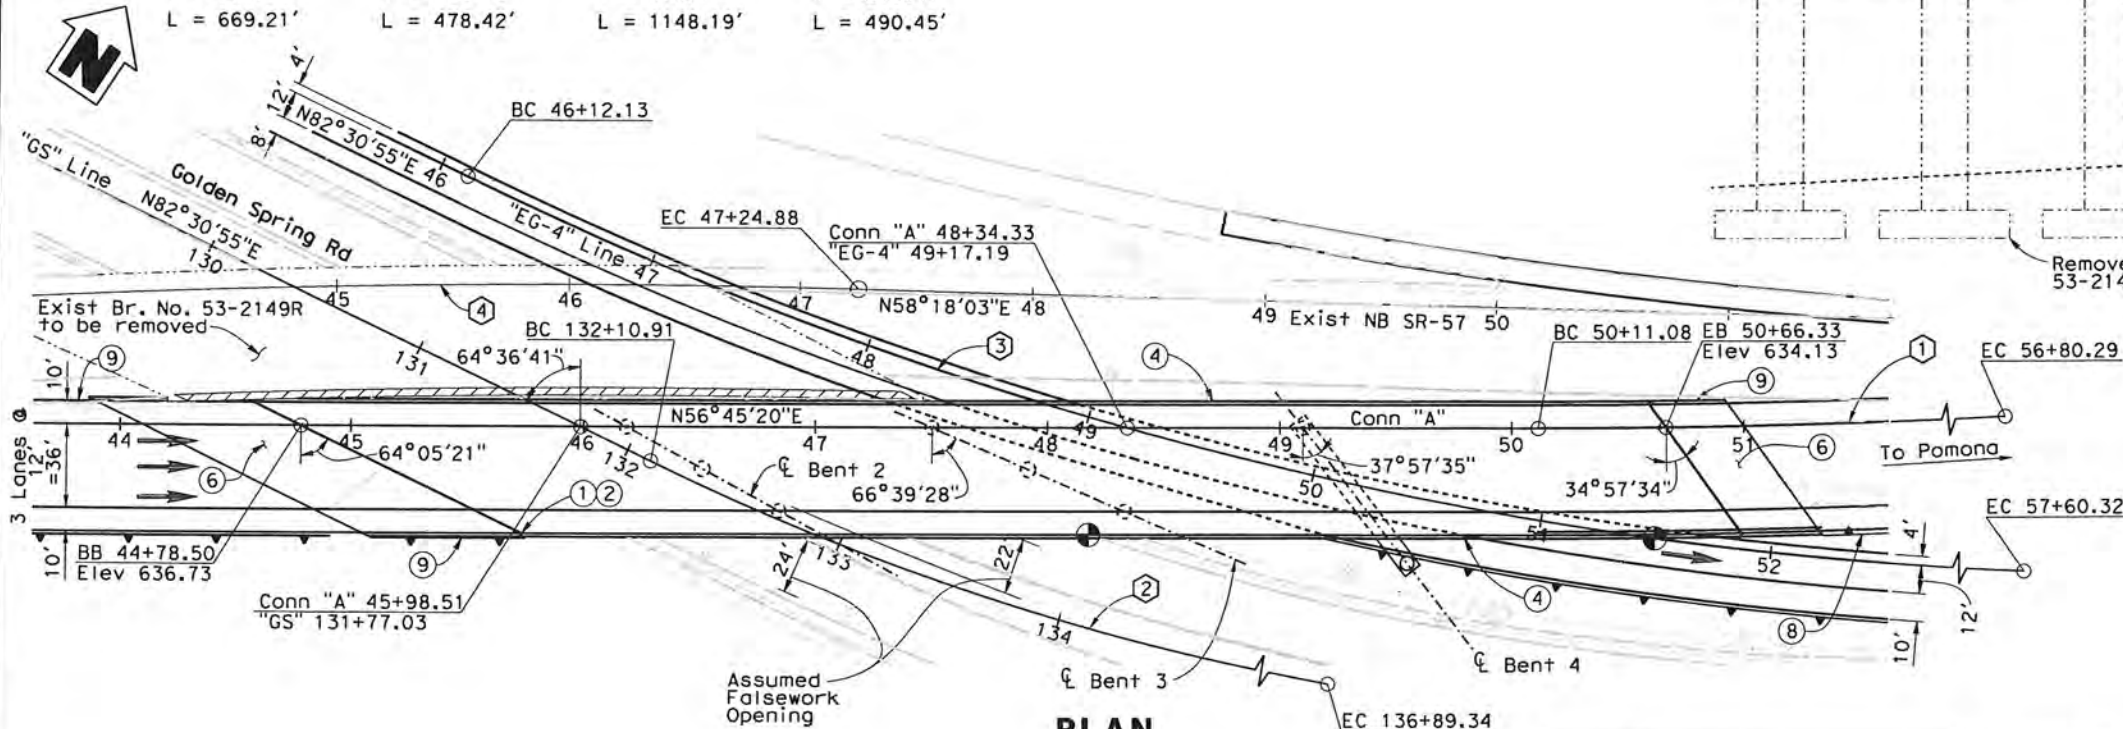 L = 669.21' L = 478.42' L = 1148.19' L = 490.45'
N
4'
12'
8'
N82°30'55"E 46
BC 46+12.13
"GS" Line N82°30'55"E
Golden Spring Rd
130
"EG-4" Line 47
EC 47+24.88
Conn "A" 48+34.33
"EG-4" 49+17.19
Exist Br. No. 53-2149R
to be removed
45
4
46
47
N58°18'03"E 48
49 Exist NB SR-57 50
Remove
53-214
BC 132+10.91
64°36'41"
131
48
3
4
BC 50+11.08
EB 50+66.33
Elev 634.13
1
EC 56+80.29
9
10'
9
N56°45'20"E
Conn "A"
44
45
46
47
48
49
49
50
51
3 Lanes @
12'
=36'
6
64°05'21"
132
℄ Bent 2
66°39'28"
37°57'35"
50
34°57'34"
6
To Pomona
1 2
BB 44+78.50
Elev 636.73
10'
9
24'
133
22'
51
52
4'
EC 57+60.32
12'
10'
Conn "A" 45+98.51
"GS" 131+77.03
2
134
4
8
Assumed
Falsework
Opening
℄ Bent 3
℄ Bent 4
PLAN
EC 136+89.34